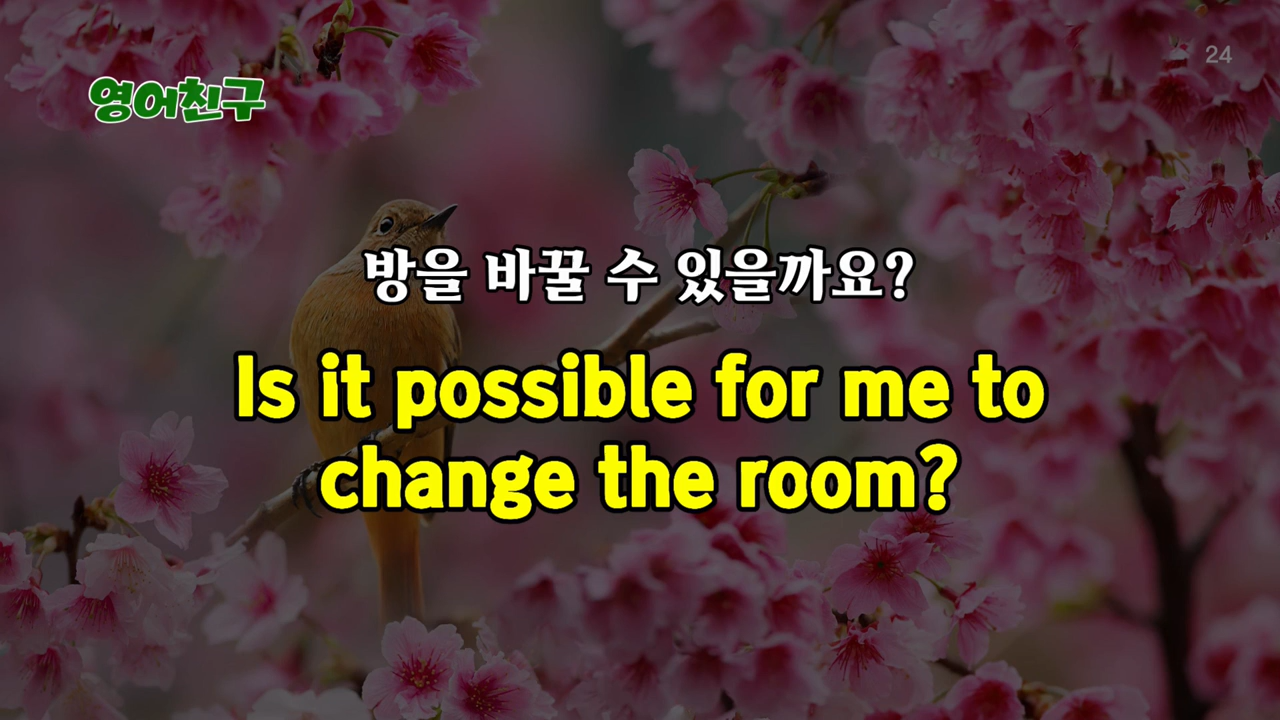 영어친구
24
방을 바꿀 수 있을까요?
Is it possible for me to
change the room?